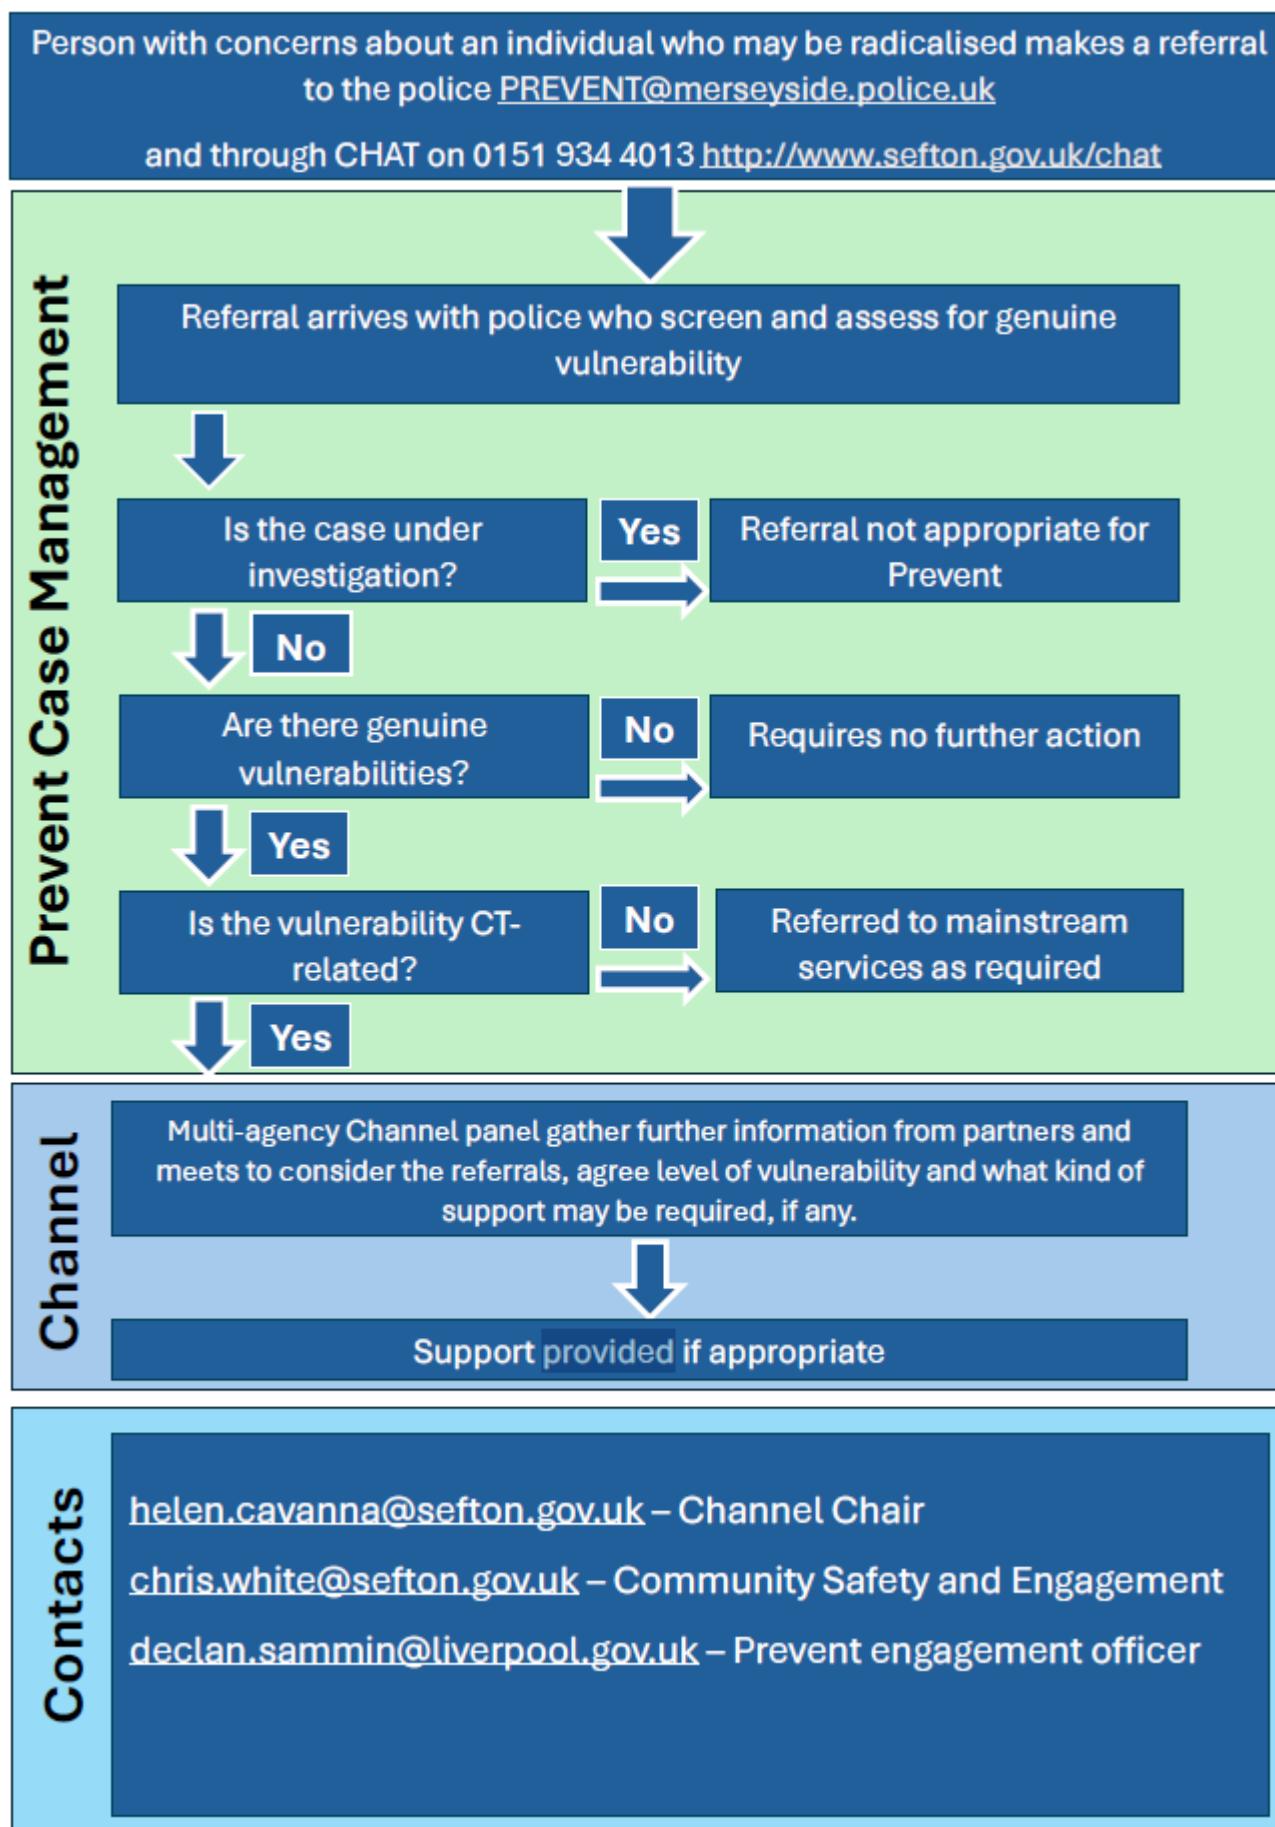 Person with concerns about an individual who may be radicalised makes a referral
to the police PREVENT@merseyside.police.uk
and through CHAT on 0151 934 4013 http://www.sefton.gov.uk/chat
Prevent Case Management
Referral arrives with police who screen and assess for genuine
vulnerability
Is the case under
investigation?
Yes
Referral not appropriate for
Prevent
No
Are there genuine
vulnerabilities?
No
Requires no further action
Yes
Is the vulnerability CT-
related?
No
Referred to mainstream
services as required
Yes
Channel
Multi-agency Channel panel gather further information from partners and
meets to consider the referrals, agree level of vulnerability and what kind of
support may be required, if any.
Support provided if appropriate
Contacts
helen.cavanna@sefton.gov.uk – Channel Chair
chris.white@sefton.gov.uk – Community Safety and Engagement
declan.sammin@liverpool.gov.uk – Prevent engagement officer